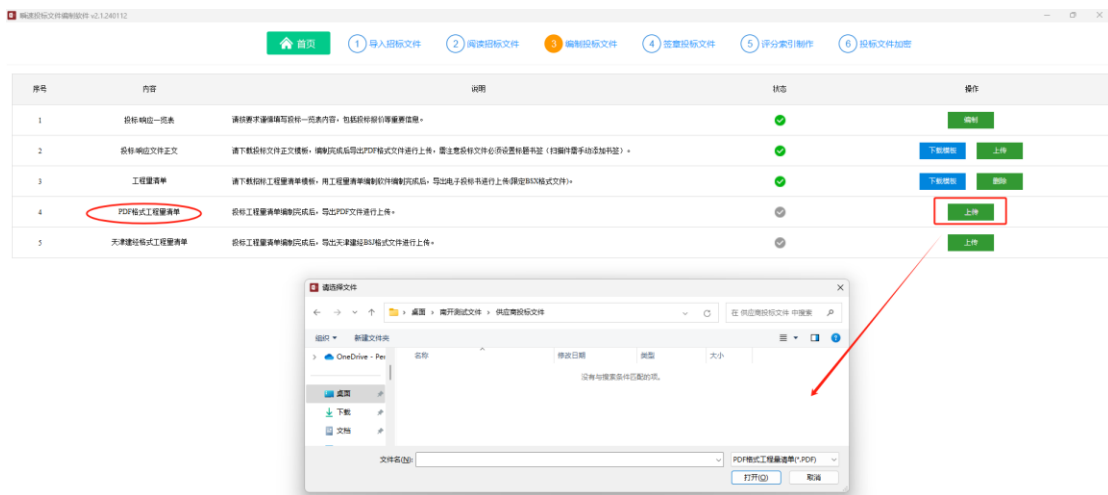 畅速投标文件编制软件 v2.1.240112
首页 1 导入招标文件 2 阅读招标文件 3 编制投标文件 4 签章投标文件 5 评分索引制作 6 投标文件加密
序号 内容 说明 状态 操作
1 投标响应一览表 请按要求谨慎填写投标一览表内容，包括投标报价等重要信息。 编制
2 投标响应文件正文 请下载投标文件正文模板，编制完成后导出PDF格式文件进行上传，需注意投标文件必须设置标题书签（扫描件需手动添加书签）。 下载模板 上传
3 工程量清单 请下载招标工程量清单模板，用工程量清单编制软件编制完成后，导出电子投标书进行上传(限定BSX格式文件)。 下载模板 删除
4 PDF格式工程量清单 投标工程量清单编制完成后，导出PDF文件进行上传。 上传
5 天津建经格式工程量清单 投标工程量清单编制完成后，导出天津建经BSJ格式文件进行上传。 上传
请选择文件
桌面 › 南开测试文件 › 供应商投标文件 在 供应商投标文件 中搜索
组织 新建文件夹
OneDrive - Per 名称 修改日期 类型 大小
没有与搜索条件匹配的项。
桌面
下载
文档
文件名(N): PDF格式工程量清单(*.PDF)
打开(O) 取消